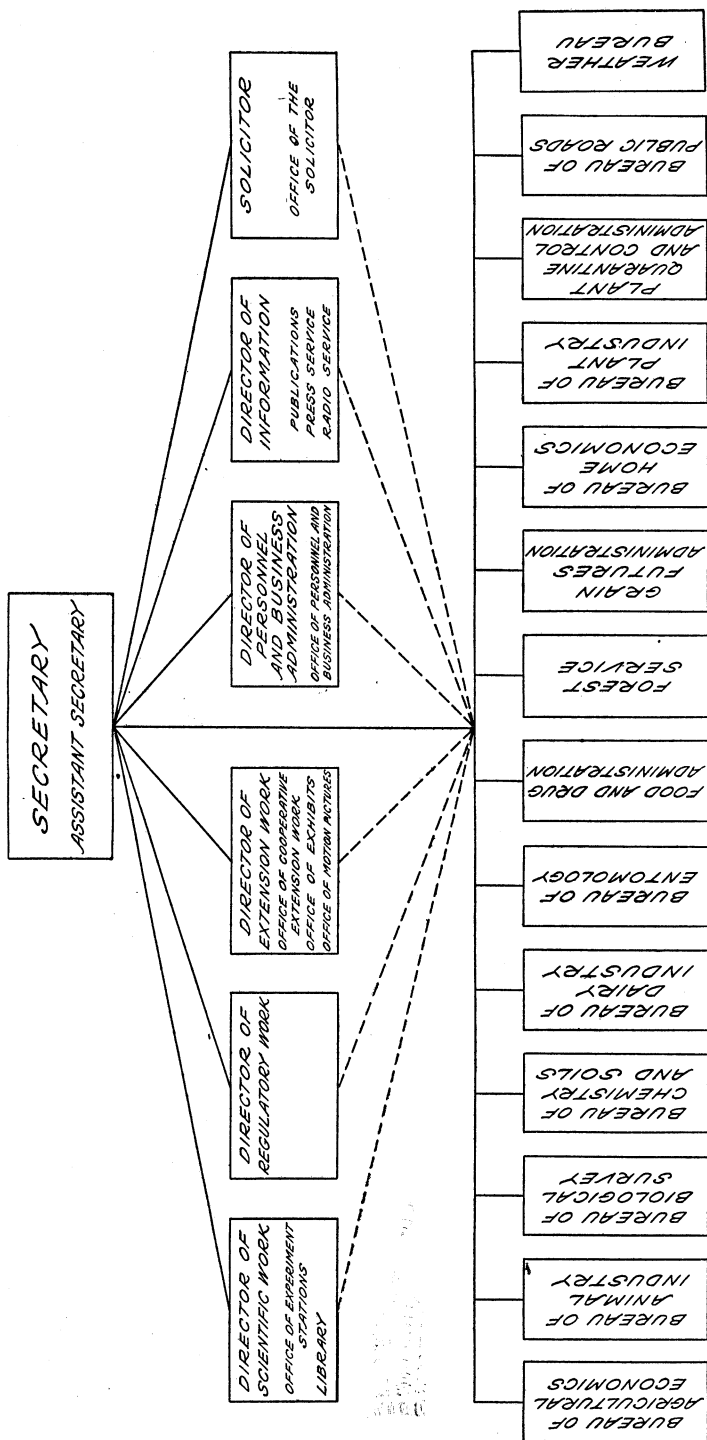 SECRETARY
ASSISTANT SECRETARY
DIRECTOR OF
SCIENTIFIC WORK
OFFICE OF EXPERIMENT
STATIONS
LIBRARY
DIRECTOR OF
REGULATORY WORK
DIRECTOR OF
EXTENSION WORK
OFFICE OF COOPERATIVE
EXTENSION WORK
OFFICE OF EXHIBITS
OFFICE OF MOTION PICTURES
DIRECTOR OF
PERSONNEL
AND BUSINESS
ADMINISTRATION
OFFICE OF PERSONNEL AND
BUSINESS ADMINISTRATION
DIRECTOR OF
INFORMATION
PUBLICATIONS
PRESS SERVICE
RADIO SERVICE
SOLICITOR
OFFICE OF THE
SOLICITOR
BUREAU OF
AGRICULTURAL
ECONOMICS
BUREAU OF
ANIMAL
INDUSTRY
BUREAU OF
BIOLOGICAL
SURVEY
BUREAU OF
CHEMISTRY
AND SOILS
BUREAU OF
DAIRY
INDUSTRY
BUREAU OF
ENTOMOLOGY
FOOD AND DRUG
ADMINISTRATION
FOREST
SERVICE
GRAIN
FUTURES
ADMINISTRATION
BUREAU OF
HOME
ECONOMICS
BUREAU OF
PLANT
INDUSTRY
PLANT
QUARANTINE
AND CONTROL
ADMINISTRATION
BUREAU OF
PUBLIC ROADS
WEATHER
BUREAU